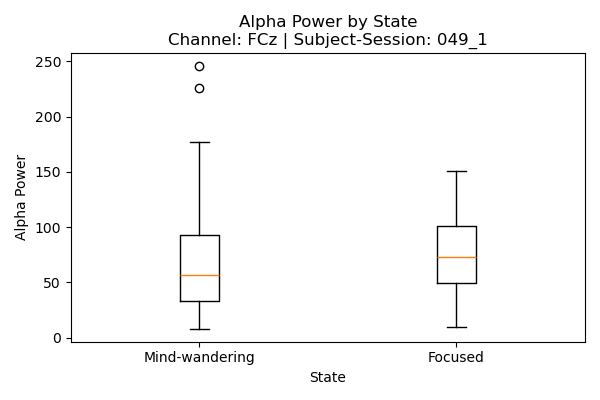 Alpha Power by State
Channel: FCz | Subject-Session: 049_1
250
200
150
100
50
0
Alpha Power
Mind-wandering
Focused
State